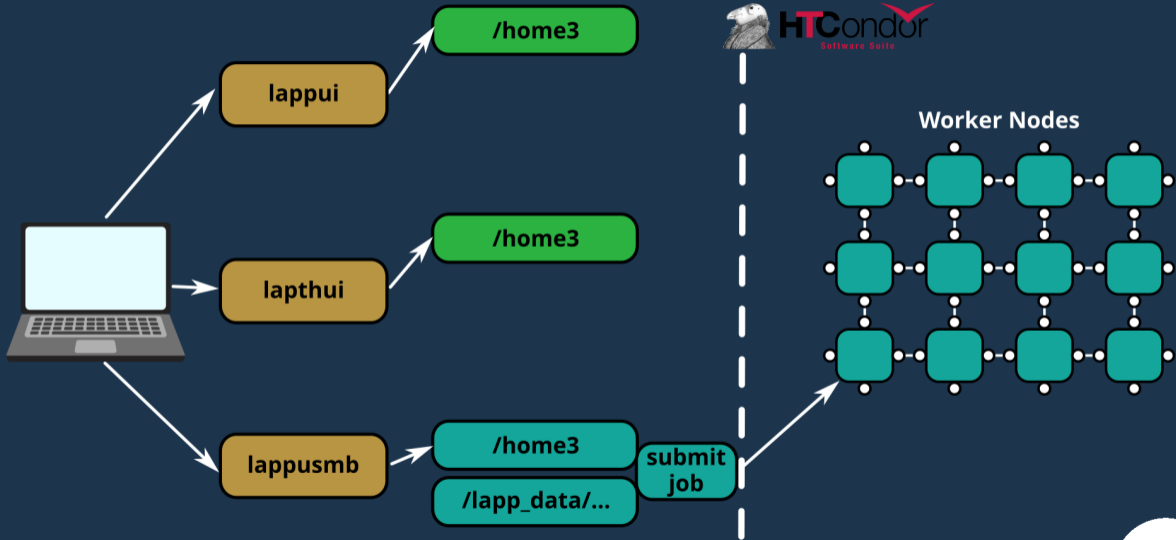 /home3
HTCondor
Software Suite
lappui
Worker Nodes
/home3
lapthui
lappusmb
/home3
submit
job
/lapp_data/...